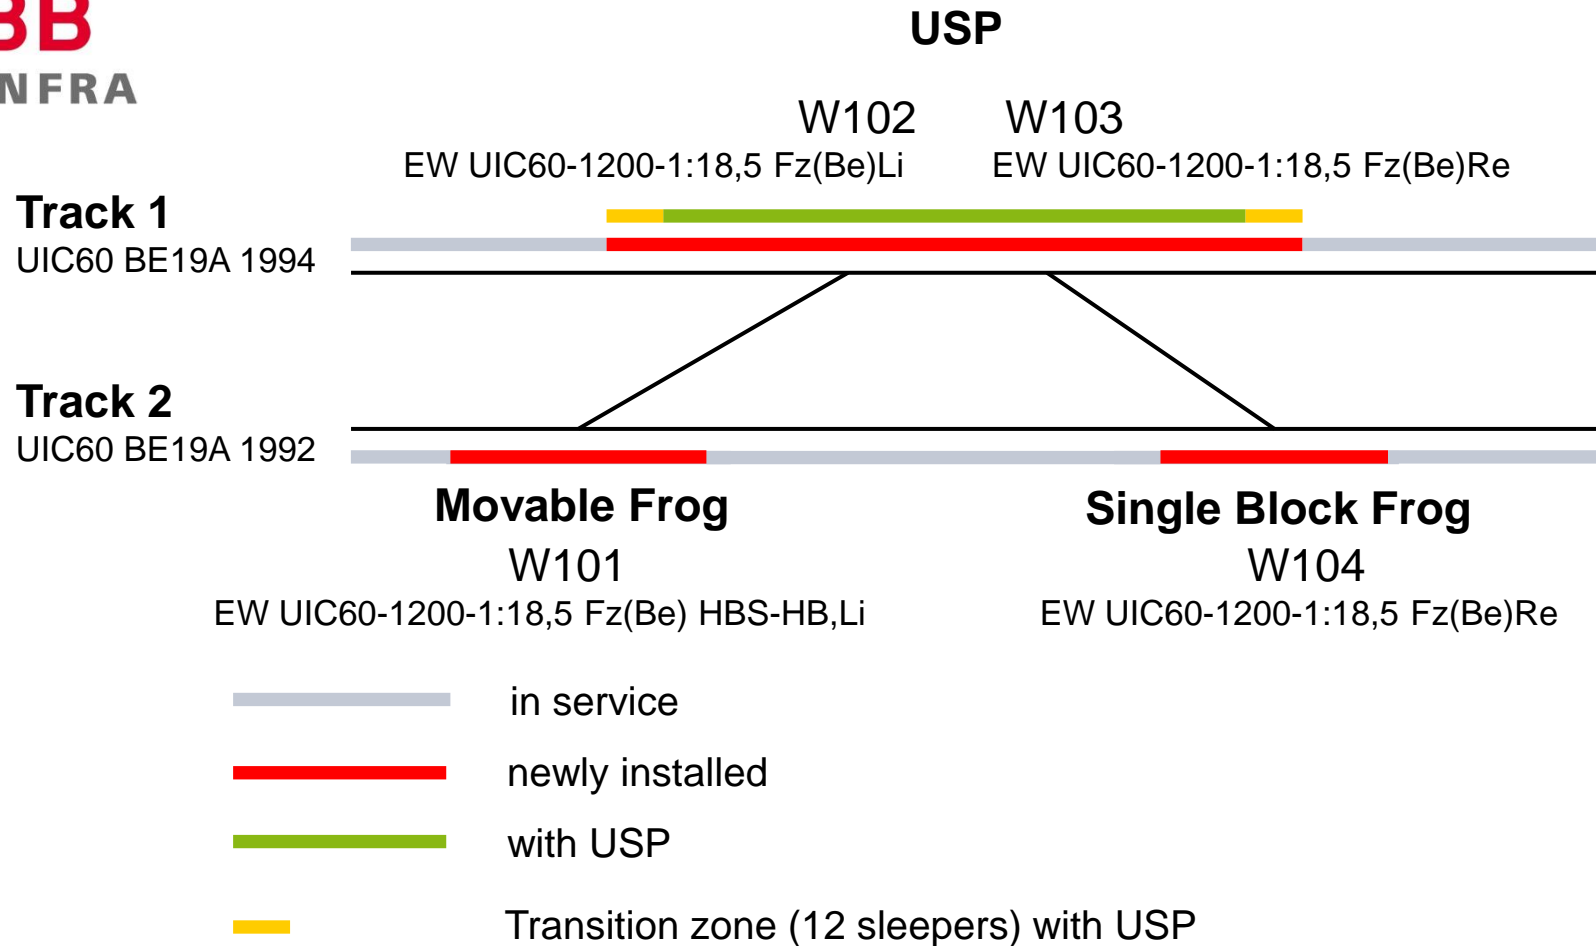 BB
NFRA
USP
W102 W103
EW UIC60-1200-1:18,5 Fz(Be)Li EW UIC60-1200-1:18,5 Fz(Be)Re
Track 1
UIC60 BE19A 1994
Track 2
UIC60 BE19A 1992
Movable Frog Single Block Frog
W101 W104
EW UIC60-1200-1:18,5 Fz(Be) HBS-HB,Li EW UIC60-1200-1:18,5 Fz(Be)Re
in service
newly installed
with USP
Transition zone (12 sleepers) with USP